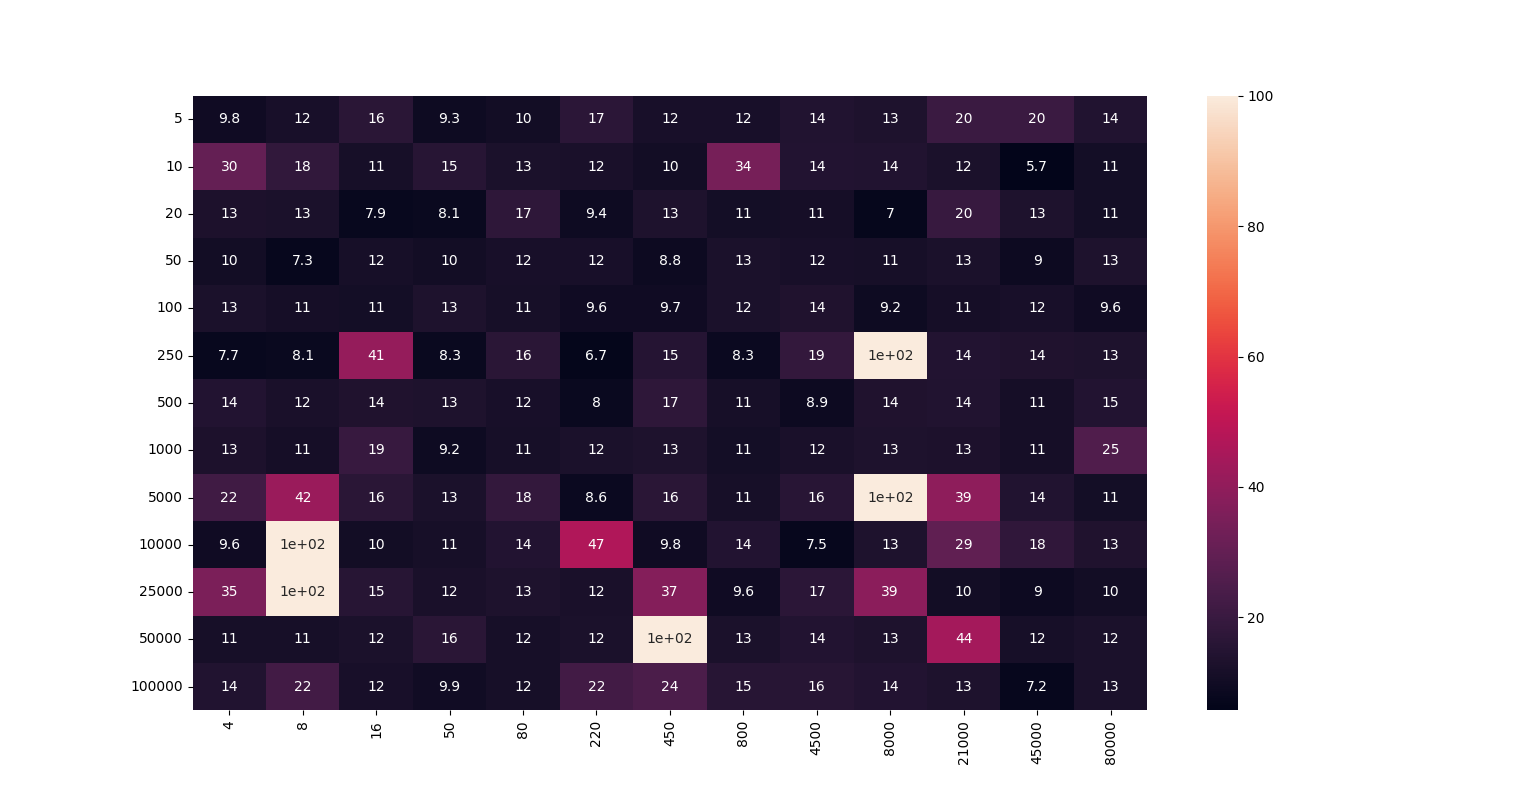 5 9.8 12 16 9.3 10 17 12 12 14 13 20 20 14
10 30 18 11 15 13 12 10 34 14 14 12 5.7 11
20 13 13 7.9 8.1 17 9.4 13 11 11 7 20 13 11
50 10 7.3 12 10 12 12 8.8 13 12 11 13 9 13
100 13 11 11 13 11 9.6 9.7 12 14 9.2 11 12 9.6
250 7.7 8.1 41 8.3 16 6.7 15 8.3 19 1e+02 14 14 13
500 14 12 14 13 12 8 17 11 8.9 14 14 11 15
1000 13 11 19 9.2 11 12 13 11 12 13 13 11 25
5000 22 42 16 13 18 8.6 16 11 16 1e+02 39 14 11
10000 9.6 1e+02 10 11 14 47 9.8 14 7.5 13 29 18 13
25000 35 1e+02 15 12 13 12 37 9.6 17 39 10 9 10
50000 11 11 12 16 12 12 1e+02 13 14 13 44 12 12
100000 14 22 12 9.9 12 22 24 15 16 14 13 7.2 13
4 8 16 50 80 220 450 800 4500 8000 21000 45000 80000
100
80
60
40
20